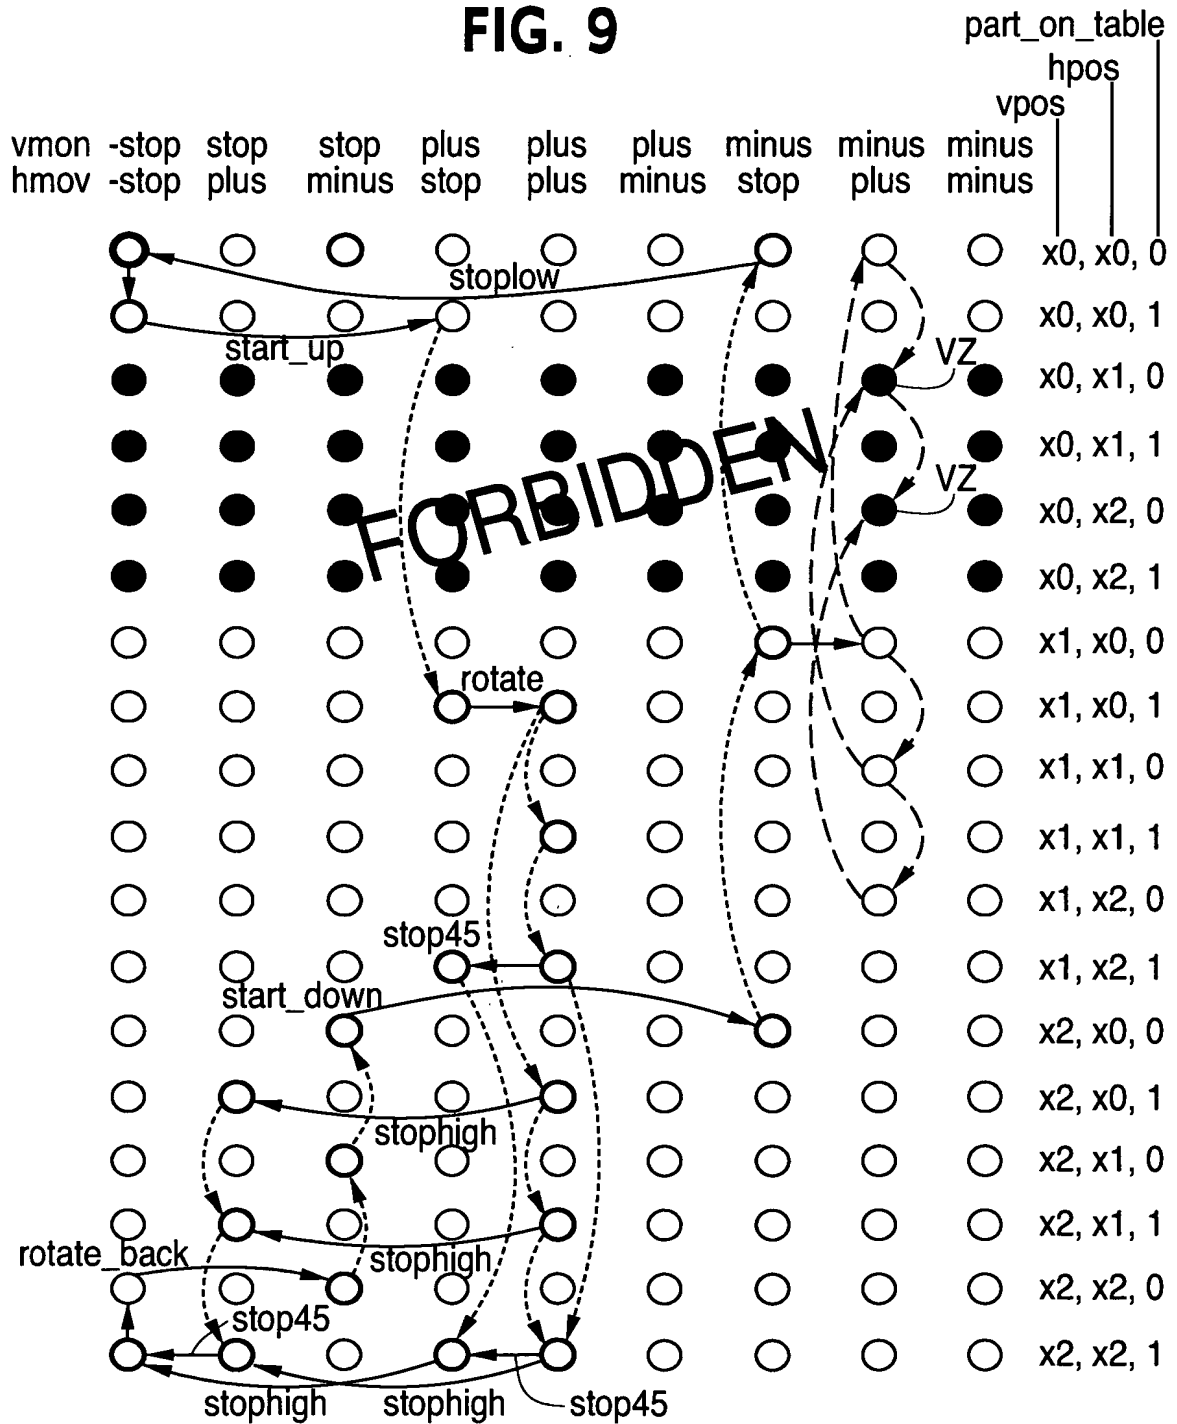 FIG. 9
part_on_table
hpos
vpos
vmon -stop stop stop plus plus plus minus minus minus
hmov -stop plus minus stop plus minus stop plus minus
x0, x0, 0
stoplow
x0, x0, 1
start_up
VZ
x0, x1, 0
x0, x1, 1
FORBIDDEN
VZ
x0, x2, 0
x0, x2, 1
x1, x0, 0
rotate
x1, x0, 1
x1, x1, 0
x1, x1, 1
x1, x2, 0
stop45
x1, x2, 1
start_down
x2, x0, 0
x2, x0, 1
stophigh
x2, x1, 0
x2, x1, 1
rotate_back
stophigh
x2, x2, 0
stop45
x2, x2, 1
stophigh stophigh stop45